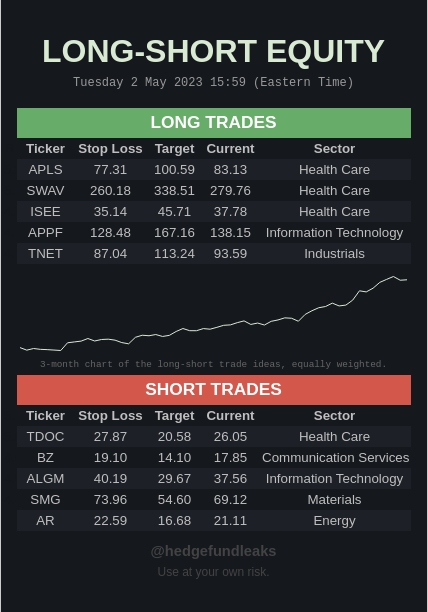 LONG-SHORT EQUITY
Tuesday 2 May 2023 15:59 (Eastern Time)
LONG TRADES
Ticker Stop Loss Target Current Sector
APLS 77.31 100.59 83.13 Health Care
SWAV 260.18 338.51 279.76 Health Care
ISEE 35.14 45.71 37.78 Health Care
APPF 128.48 167.16 138.15 Information Technology
TNET 87.04 113.24 93.59 Industrials
3-month chart of the long-short trade ideas, equally weighted.
SHORT TRADES
Ticker Stop Loss Target Current Sector
TDOC 27.87 20.58 26.05 Health Care
BZ 19.10 14.10 17.85 Communication Services
ALGM 40.19 29.67 37.56 Information Technology
SMG 73.96 54.60 69.12 Materials
AR 22.59 16.68 21.11 Energy
@hedgefundleaks
Use at your own risk.